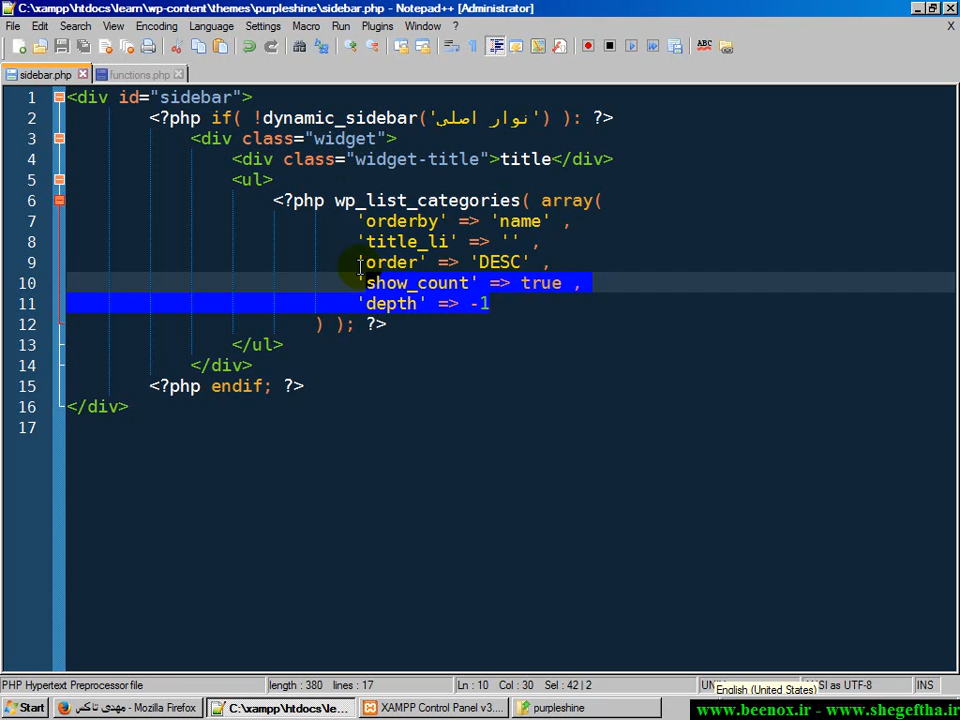 C:\xampp\htdocs\learn\wp-content\themes\purpleshine\sidebar.php - Notepad++ [Administrator]
File Edit Search View Encoding Language Settings Macro Run Plugins Window ? X
sidebar.php functions.php
1 <div id="sidebar">
2 <?php if( !dynamic_sidebar('نوار اصلی') ): ?>
3 <div class="widget">
4 <div class="widget-title">title</div>
5 <ul>
6 <?php wp_list_categories( array(
7 'orderby' => 'name' ,
8 'title_li' => '' ,
9 'order' => 'DESC' ,
10 'show_count' => true ,
11 'depth' => -1
12 ) ); ?>
13 </ul>
14 </div>
15 <?php endif; ?>
16 </div>
17
PHP Hypertext Preprocessor file length : 380 lines : 17 Ln : 10 Col : 30 Sel : 42 | 2 AS UTF-8 INS
English (United States)
Start مهدی تاکس - Mozilla Firefox C:\xampp\htdocs\le... XAMPP Control Panel v3.... purpleshine
www.beenox.ir - www.shegeftha.ir